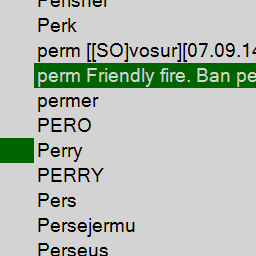 Pensner
Perk
perm [[SO]vosur][07.09.14
perm Friendly fire. Ban pe
permer
PERO
Perry
PERRY
Pers
Persejermu
Perseus